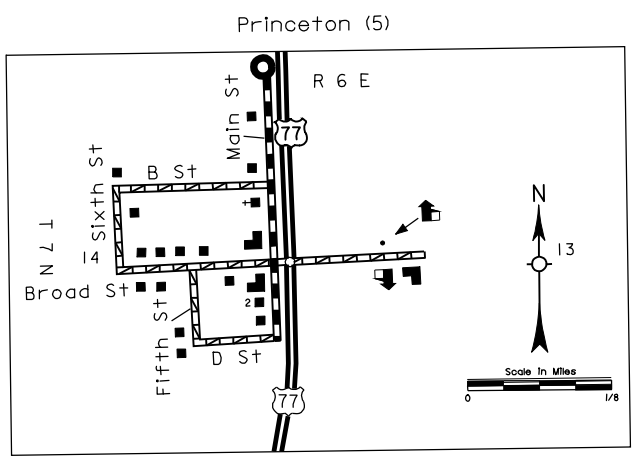 Princeton (5)
R 6 E
Main St
77
B St
Sixth St
T 7 N
14
Broad St
13
N
2
Fifth St
D St
77
Scale in Miles
0 1/8